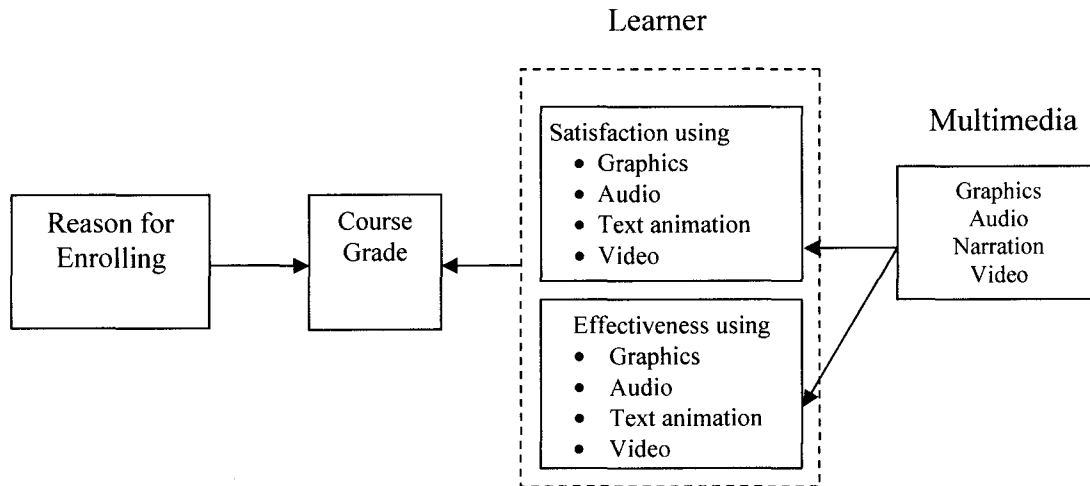 Learner
Multimedia
Reason for
Enrolling
Course
Grade
Satisfaction using
• Graphics
• Audio
• Text animation
• Video
Effectiveness using
• Graphics
• Audio
• Text animation
• Video
Graphics
Audio
Narration
Video